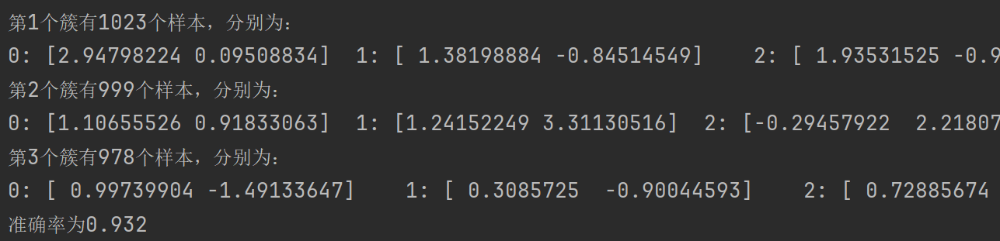 第1个簇有1023个样本，分别为：
0: [2.94798224 0.09508834]  1: [ 1.38198884 -0.84514549]    2: [ 1.93531525 -0.9
第2个簇有999个样本，分别为：
0: [1.10655526 0.91833063]  1: [1.24152249 3.31130516]  2: [-0.29457922  2.21807
第3个簇有978个样本，分别为：
0: [ 0.99739904 -1.49133647]    1: [ 0.3085725  -0.90044593]    2: [ 0.72885674
准确率为0.932